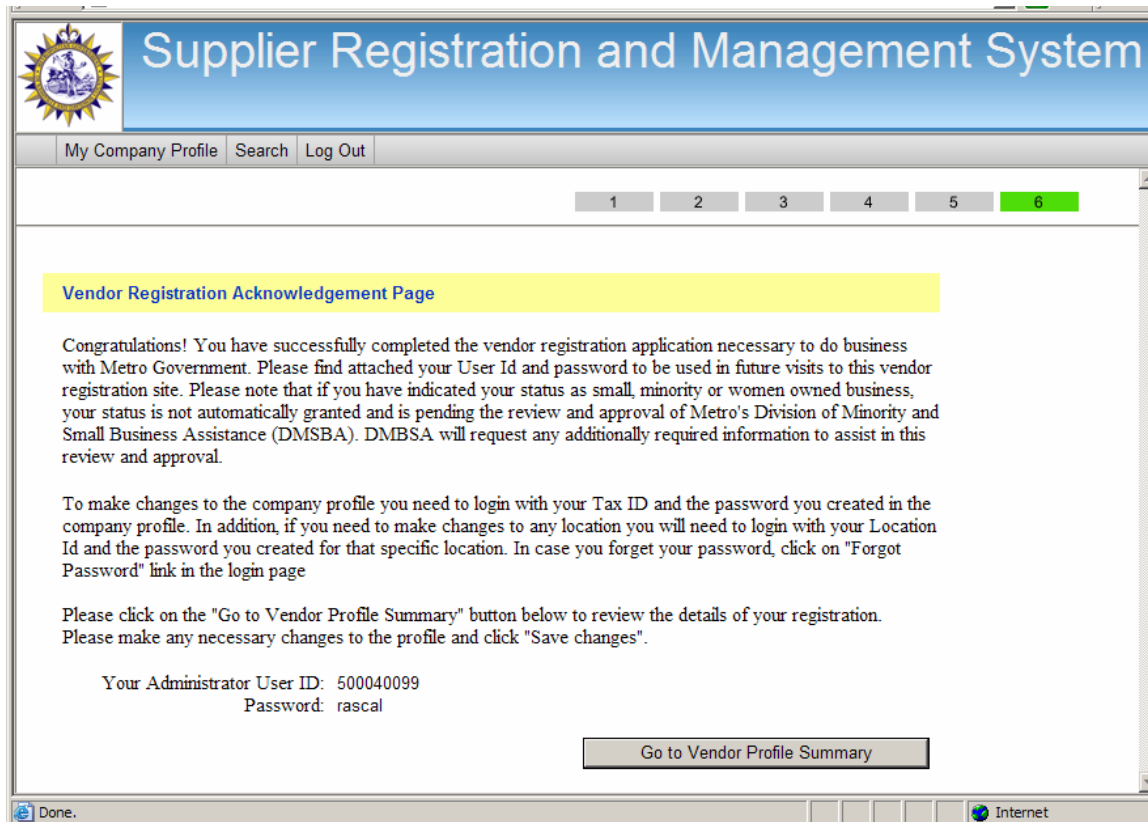 Supplier Registration and Management System
My Company Profile Search Log Out
1 2 3 4 5 6
Vendor Registration Acknowledgement Page
Congratulations! You have successfully completed the vendor registration application necessary to do business
with Metro Government. Please find attached your User Id and password to be used in future visits to this vendor
registration site. Please note that if you have indicated your status as small, minority or women owned business,
your status is not automatically granted and is pending the review and approval of Metro's Division of Minority and
Small Business Assistance (DMSBA). DMBSA will request any additionally required information to assist in this
review and approval.
To make changes to the company profile you need to login with your Tax ID and the password you created in the
company profile. In addition, if you need to make changes to any location you will need to login with your Location
Id and the password you created for that specific location. In case you forget your password, click on "Forgot
Password" link in the login page
Please click on the "Go to Vendor Profile Summary" button below to review the details of your registration.
Please make any necessary changes to the profile and click "Save changes".
Your Administrator User ID: 500040099
Password: rascal
Go to Vendor Profile Summary
Done. Internet